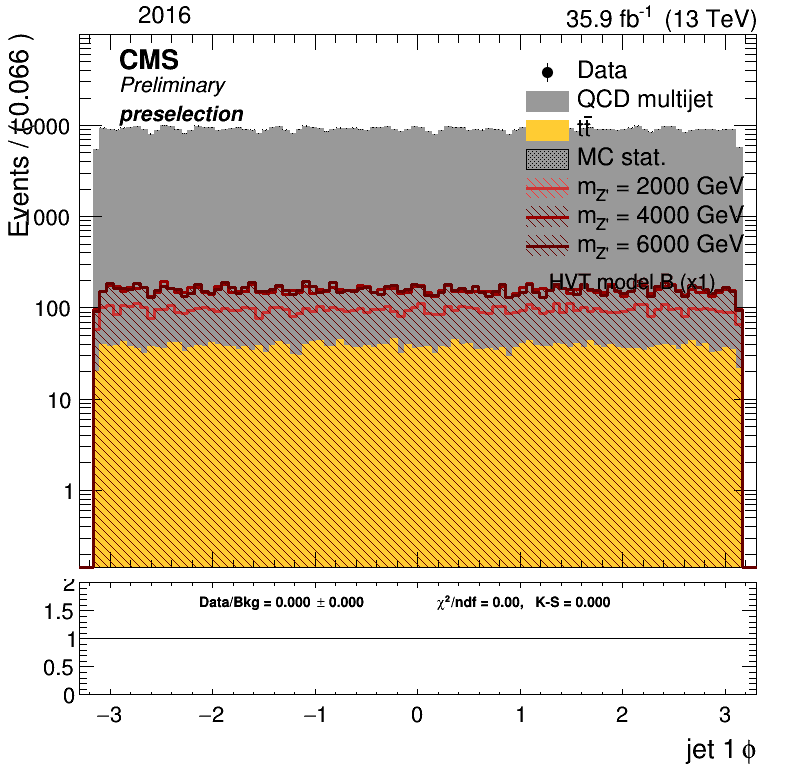 2016
35.9 fb⁻¹ (13 TeV)
CMS
Preliminary
preselection
Data
QCD multijet
tt̅
MC stat.
m_Z' = 2000 GeV
m_Z' = 4000 GeV
m_Z' = 6000 GeV
HVT model B (x1)
Events / ( 0.066 )
10000
1000
100
10
1
Data/Bkg = 0.000 ± 0.000
χ²/ndf = 0.00, K-S = 0.000
2
1.5
1
0.5
0
−3 −2 −1 0 1 2 3
jet 1 ϕ